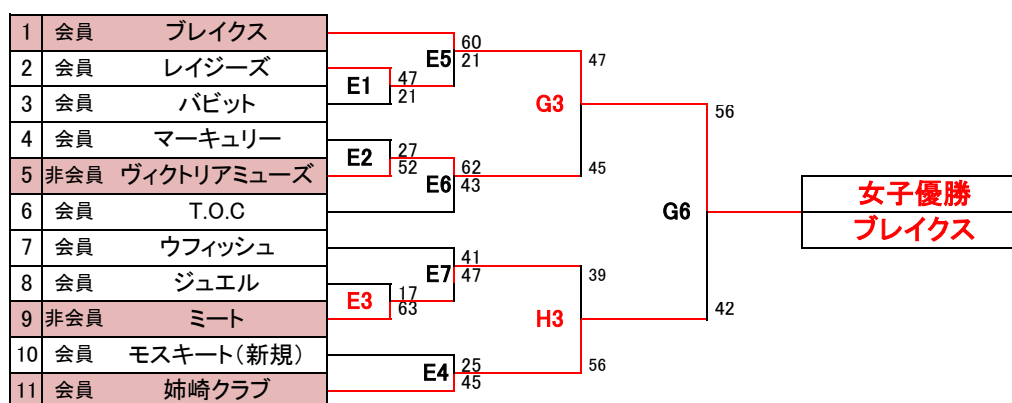 1 会員 ブレイクス
2 会員 レイジーズ
3 会員 バビット
4 会員 マーキュリー
5 非会員 ヴィクトリアミューズ
6 会員 T.O.C
7 会員 ウフィッシュ
8 会員 ジュエル
9 非会員 ミート
10 会員 モスキート(新規)
11 会員 姉崎クラブ
E1
47
21
E2
27
52
E3
17
63
E4
25
45
E5
60
21
E6
62
43
E7
41
47
G3
47
45
H3
39
56
G6
56
42
女子優勝
ブレイクス